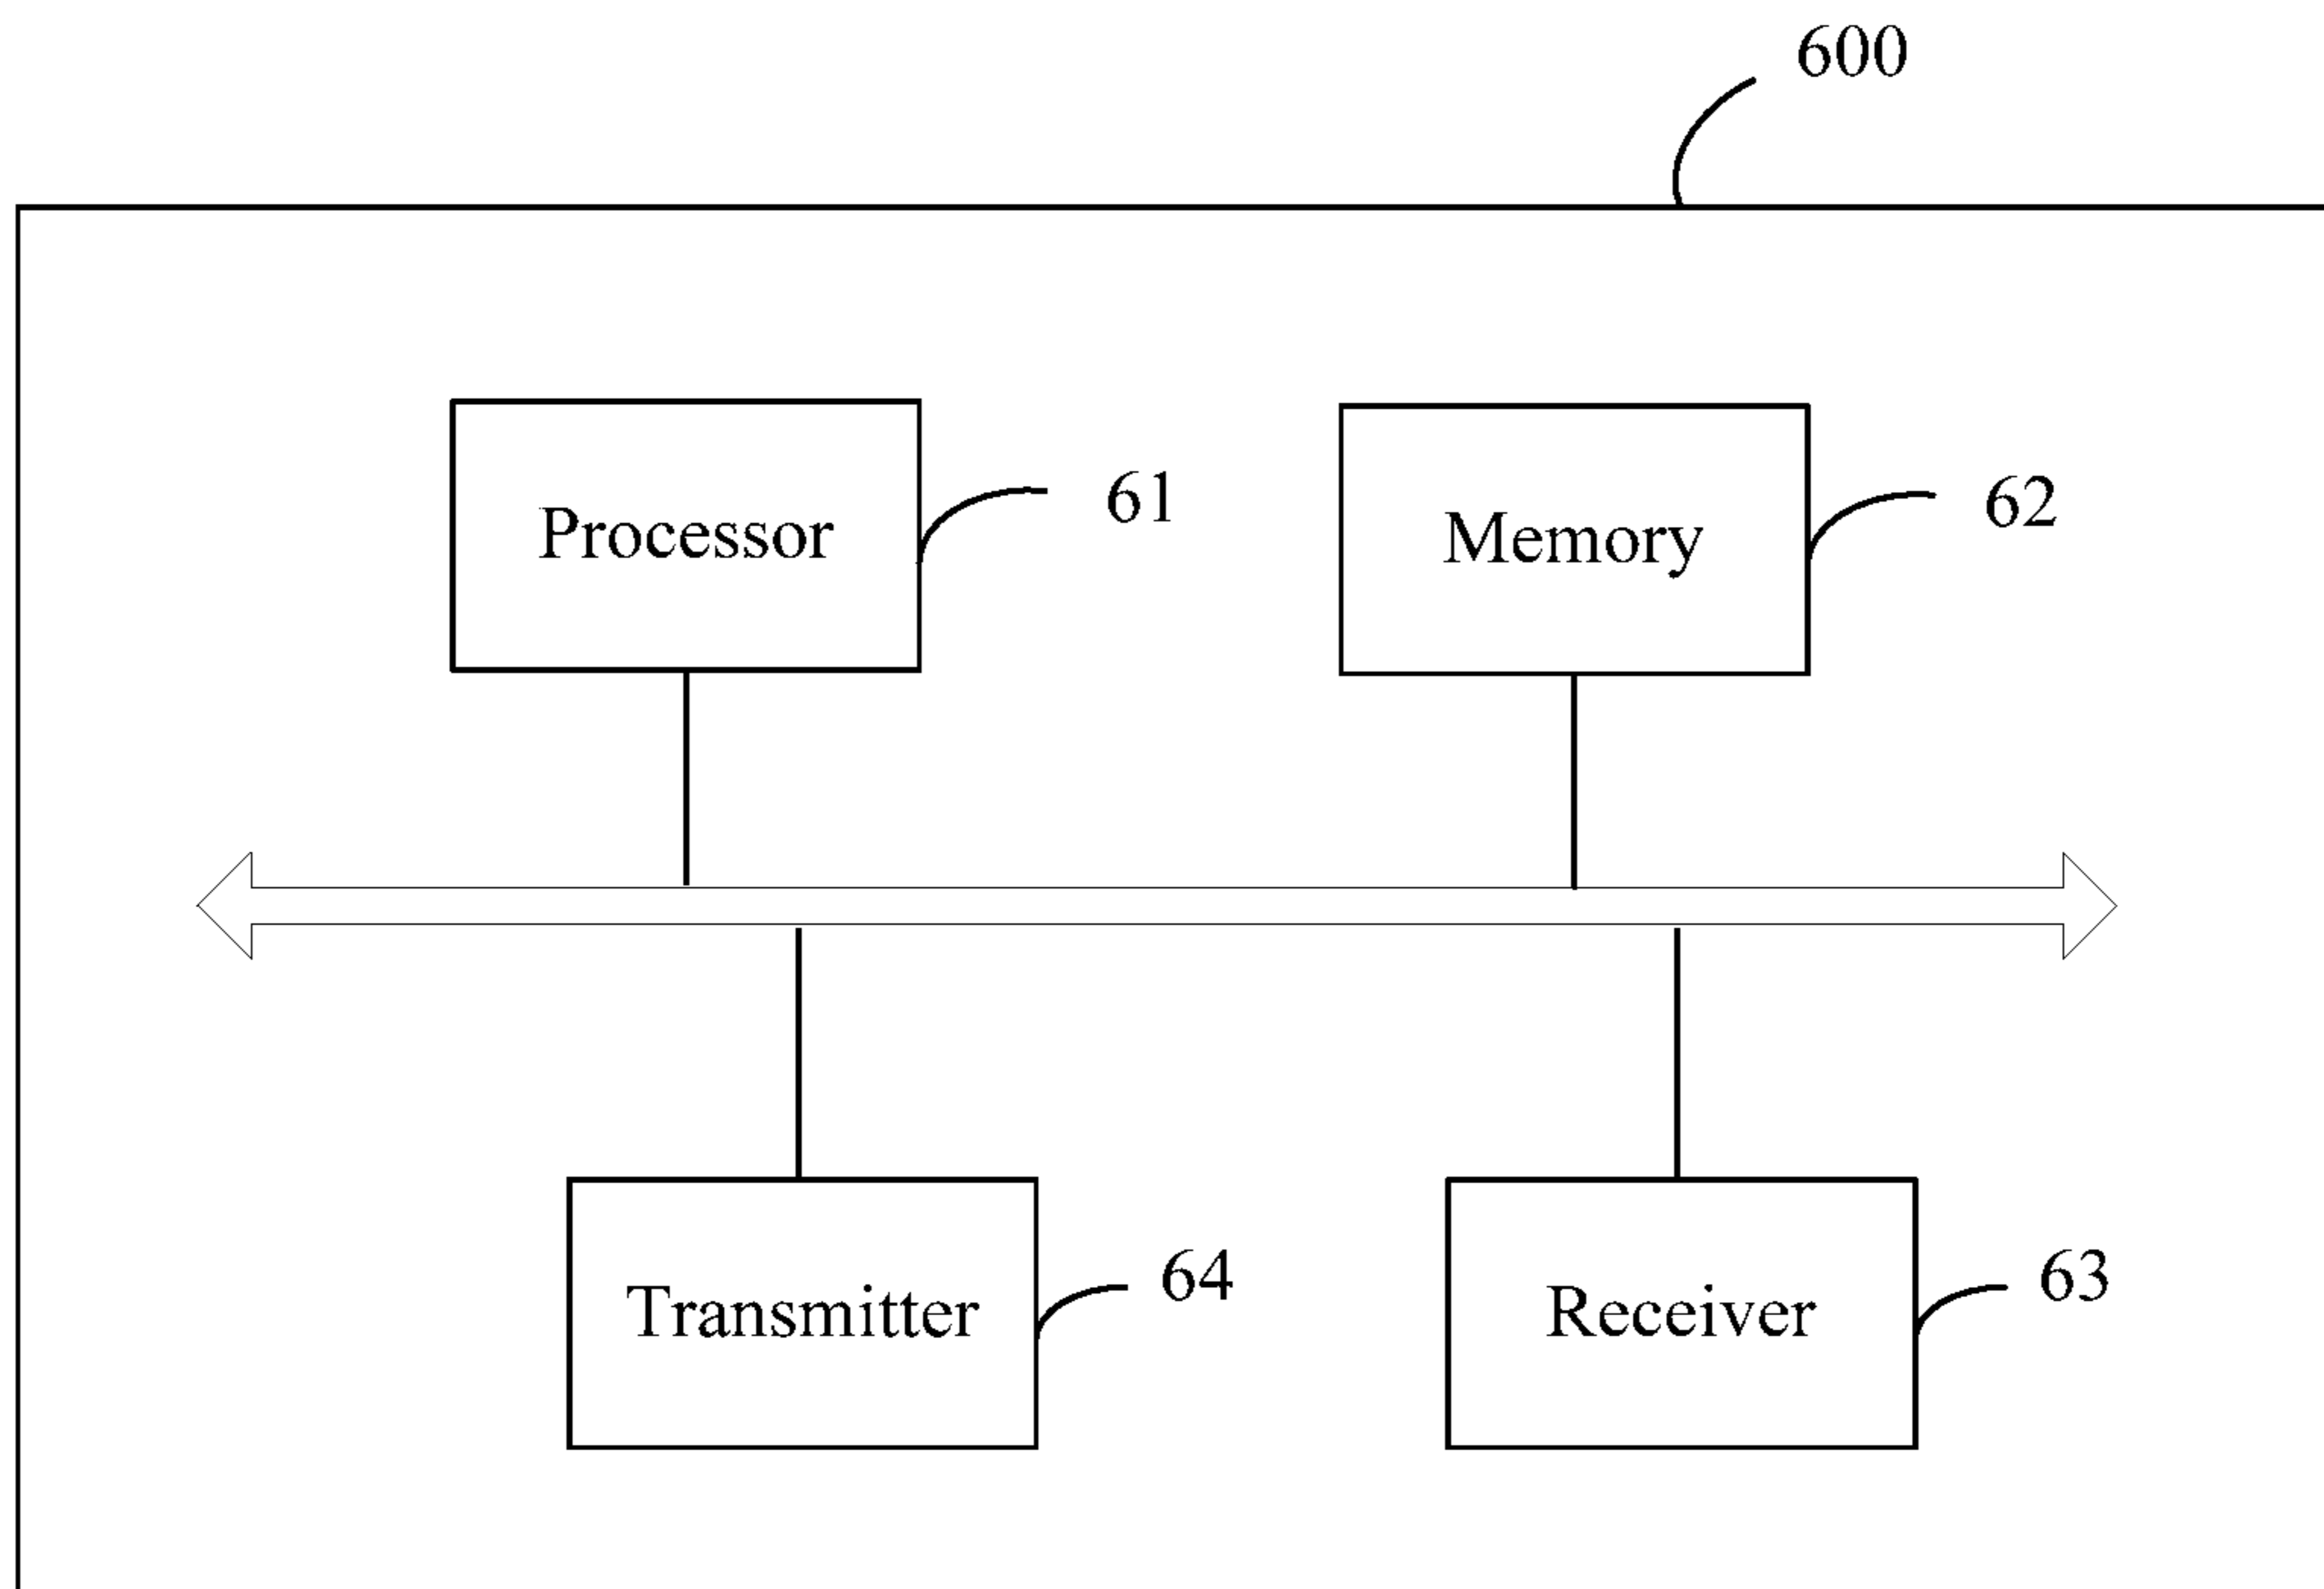 600
Processor
61
Memory
62
Transmitter
64
Receiver
63